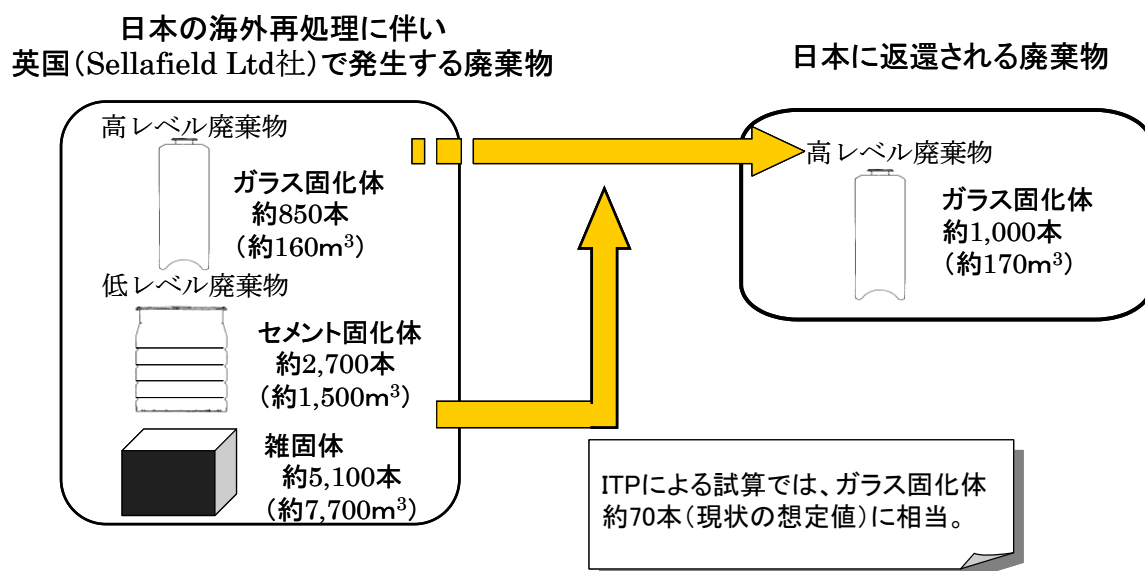 日本の海外再処理に伴い
英国(Sellafield Ltd社)で発生する廃棄物
日本に返還される廃棄物
高レベル廃棄物
ガラス固化体
約850本
(約160m³)
低レベル廃棄物
セメント固化体
約2,700本
(約1,500m³)
雑固体
約5,100本
(約7,700m³)
高レベル廃棄物
ガラス固化体
約1,000本
(約170m³)
ITPによる試算では、ガラス固化体
約70本(現状の想定値)に相当。